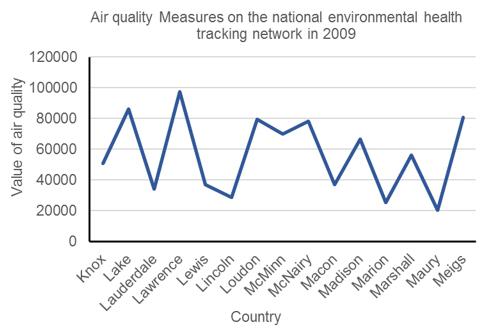 Air quality Measures on the national environmental health
tracking network in 2009
120000
100000
80000
60000
40000
20000
0
Value of air quality
Knox
Lake
Lauderdale
Lawrence
Lewis
Lincoln
Loudon
McMinn
McNairy
Macon
Madison
Marion
Marshall
Maury
Meigs
Country